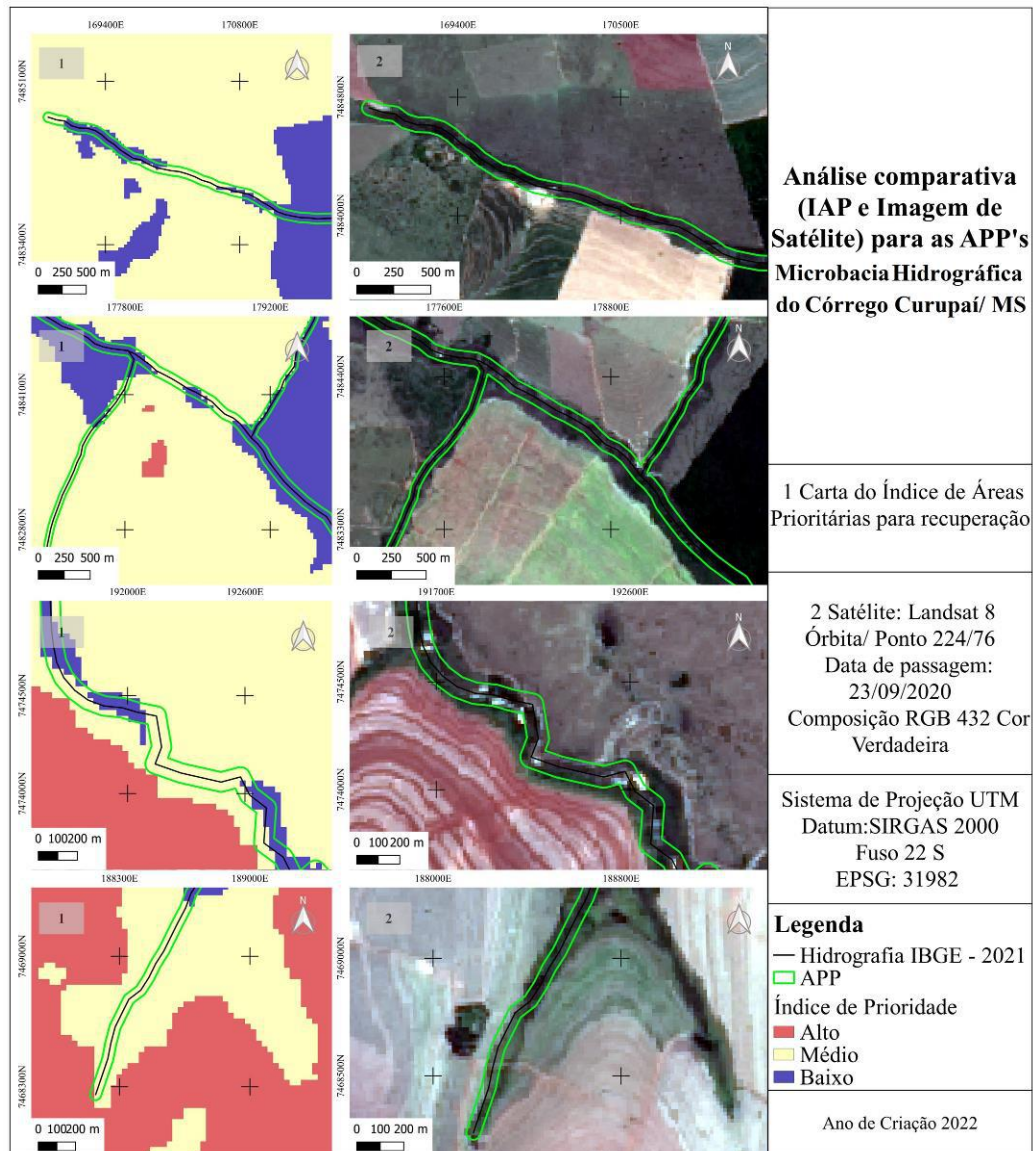 169400E 170800E 169400E 170500E
1 N 2 N
7485100N
7483400N
7484800N
7484000N
0 250 500 m 0 250 500 m
177800E 179200E 177600E 178800E
1 N 2 N
7484100N
7482800N
7484400N
7483300N
0 250 500 m 0 250 500 m
192000E 192600E 191700E 192600E
1 N 2 N
7474500N
7474000N
7474500N
7474000N
0 100200 m 0 100 200 m
188300E 189000E 188000E 188800E
1 N 2 N
7469000N
7468300N
7469000N
7468500N
0 100200 m 0 100200 m
Análise comparativa
(IAP e Imagem de
Satélite) para as APP's
Microbacia Hidrográfica
do Córrego Curupaí/ MS
1 Carta do Índice de Áreas
Prioritárias para recuperação
2 Satélite: Landsat 8
Órbita/ Ponto 224/76
Data de passagem:
23/09/2020
Composição RGB 432 Cor
Verdadeira
Sistema de Projeção UTM
Datum:SIRGAS 2000
Fuso 22 S
EPSG: 31982
Legenda
Hidrografia IBGE - 2021
APP
Índice de Prioridade
Alto
Médio
Baixo
Ano de Criação 2022